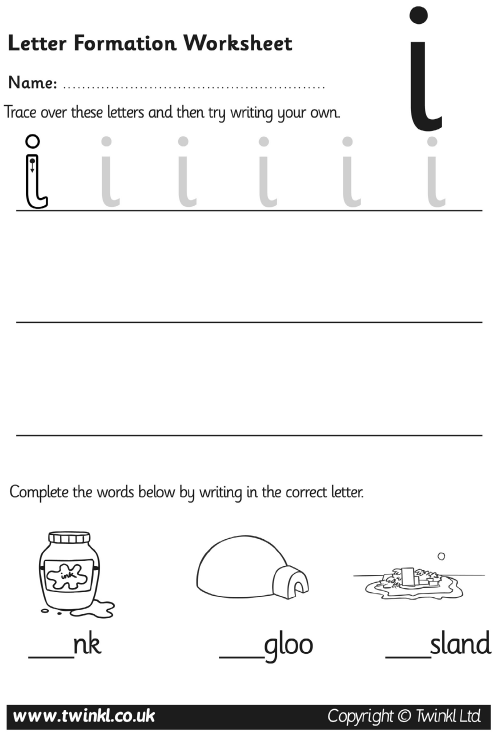 i
Letter Formation Worksheet
Name: ......................................................
Trace over these letters and then try writing your own.
i i i i i i
Complete the words below by writing in the correct letter.
ink
___nk ___gloo ___sland
www.twinkl.co.uk Copyright © Twinkl Ltd